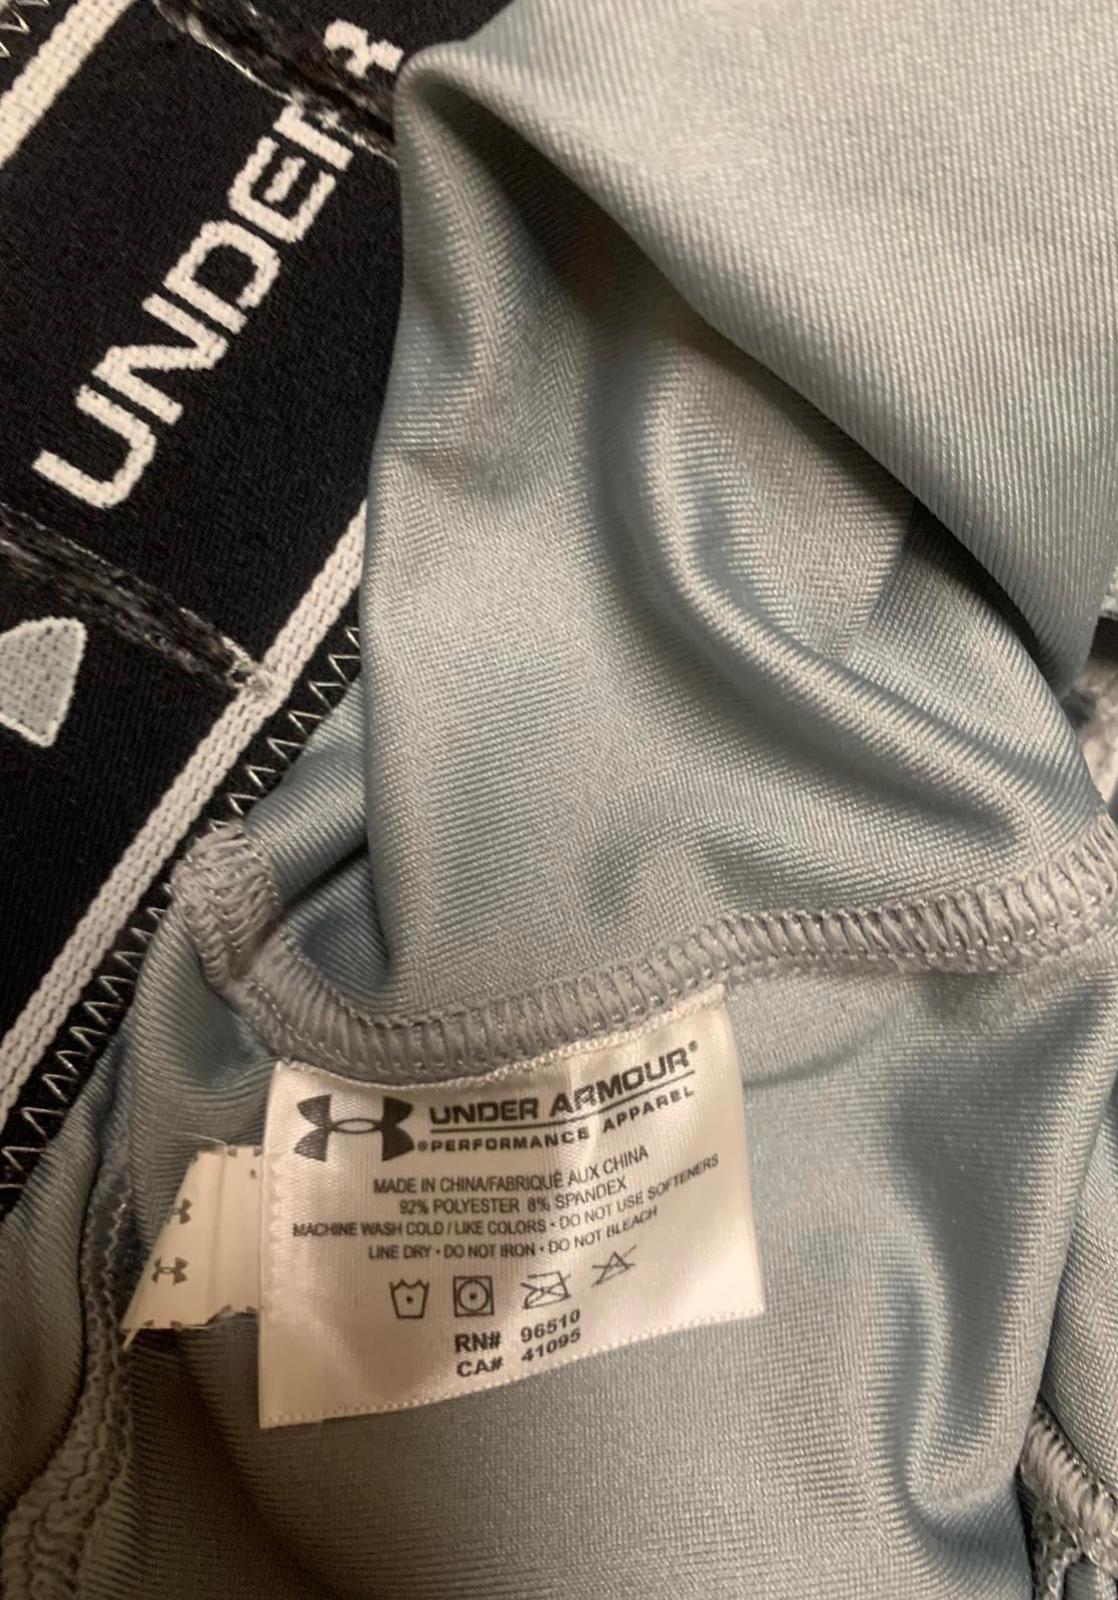 UNDER
UNDER ARMOUR®
®PERFORMANCE APPAREL
MADE IN CHINA/FABRIQUÉ AUX CHINA
92% POLYESTER 8% SPANDEX
MACHINE WASH COLD / LIKE COLORS • DO NOT USE SOFTENERS
LINE DRY • DO NOT IRON • DO NOT BLEACH
RN# 96510
CA# 41095